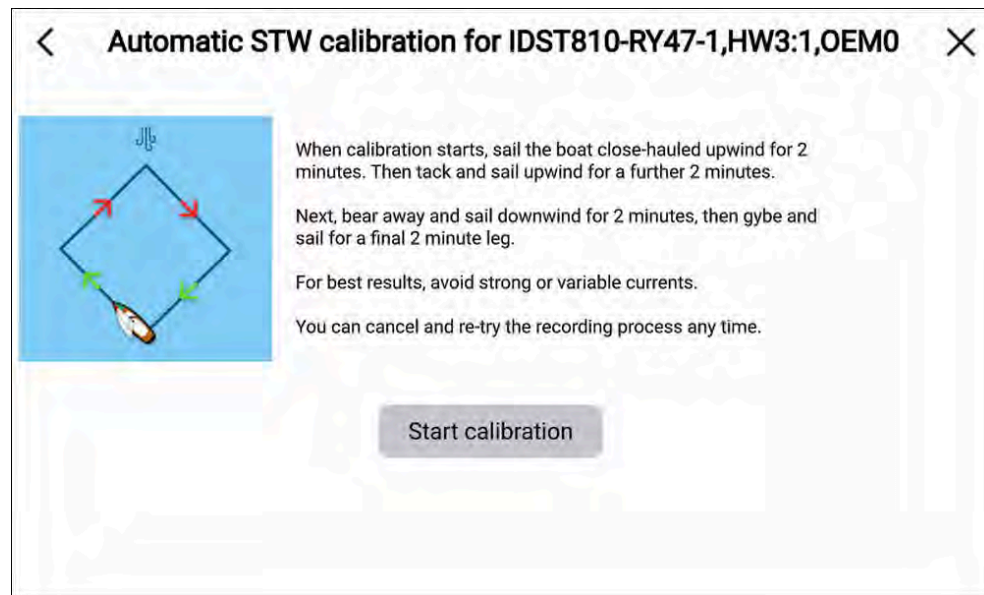 Automatic STW calibration for IDST810-RY47-1,HW3:1,OEM0
When calibration starts, sail the boat close-hauled upwind for 2
minutes. Then tack and sail upwind for a further 2 minutes.
Next, bear away and sail downwind for 2 minutes, then gybe and
sail for a final 2 minute leg.
For best results, avoid strong or variable currents.
You can cancel and re-try the recording process any time.
Start calibration